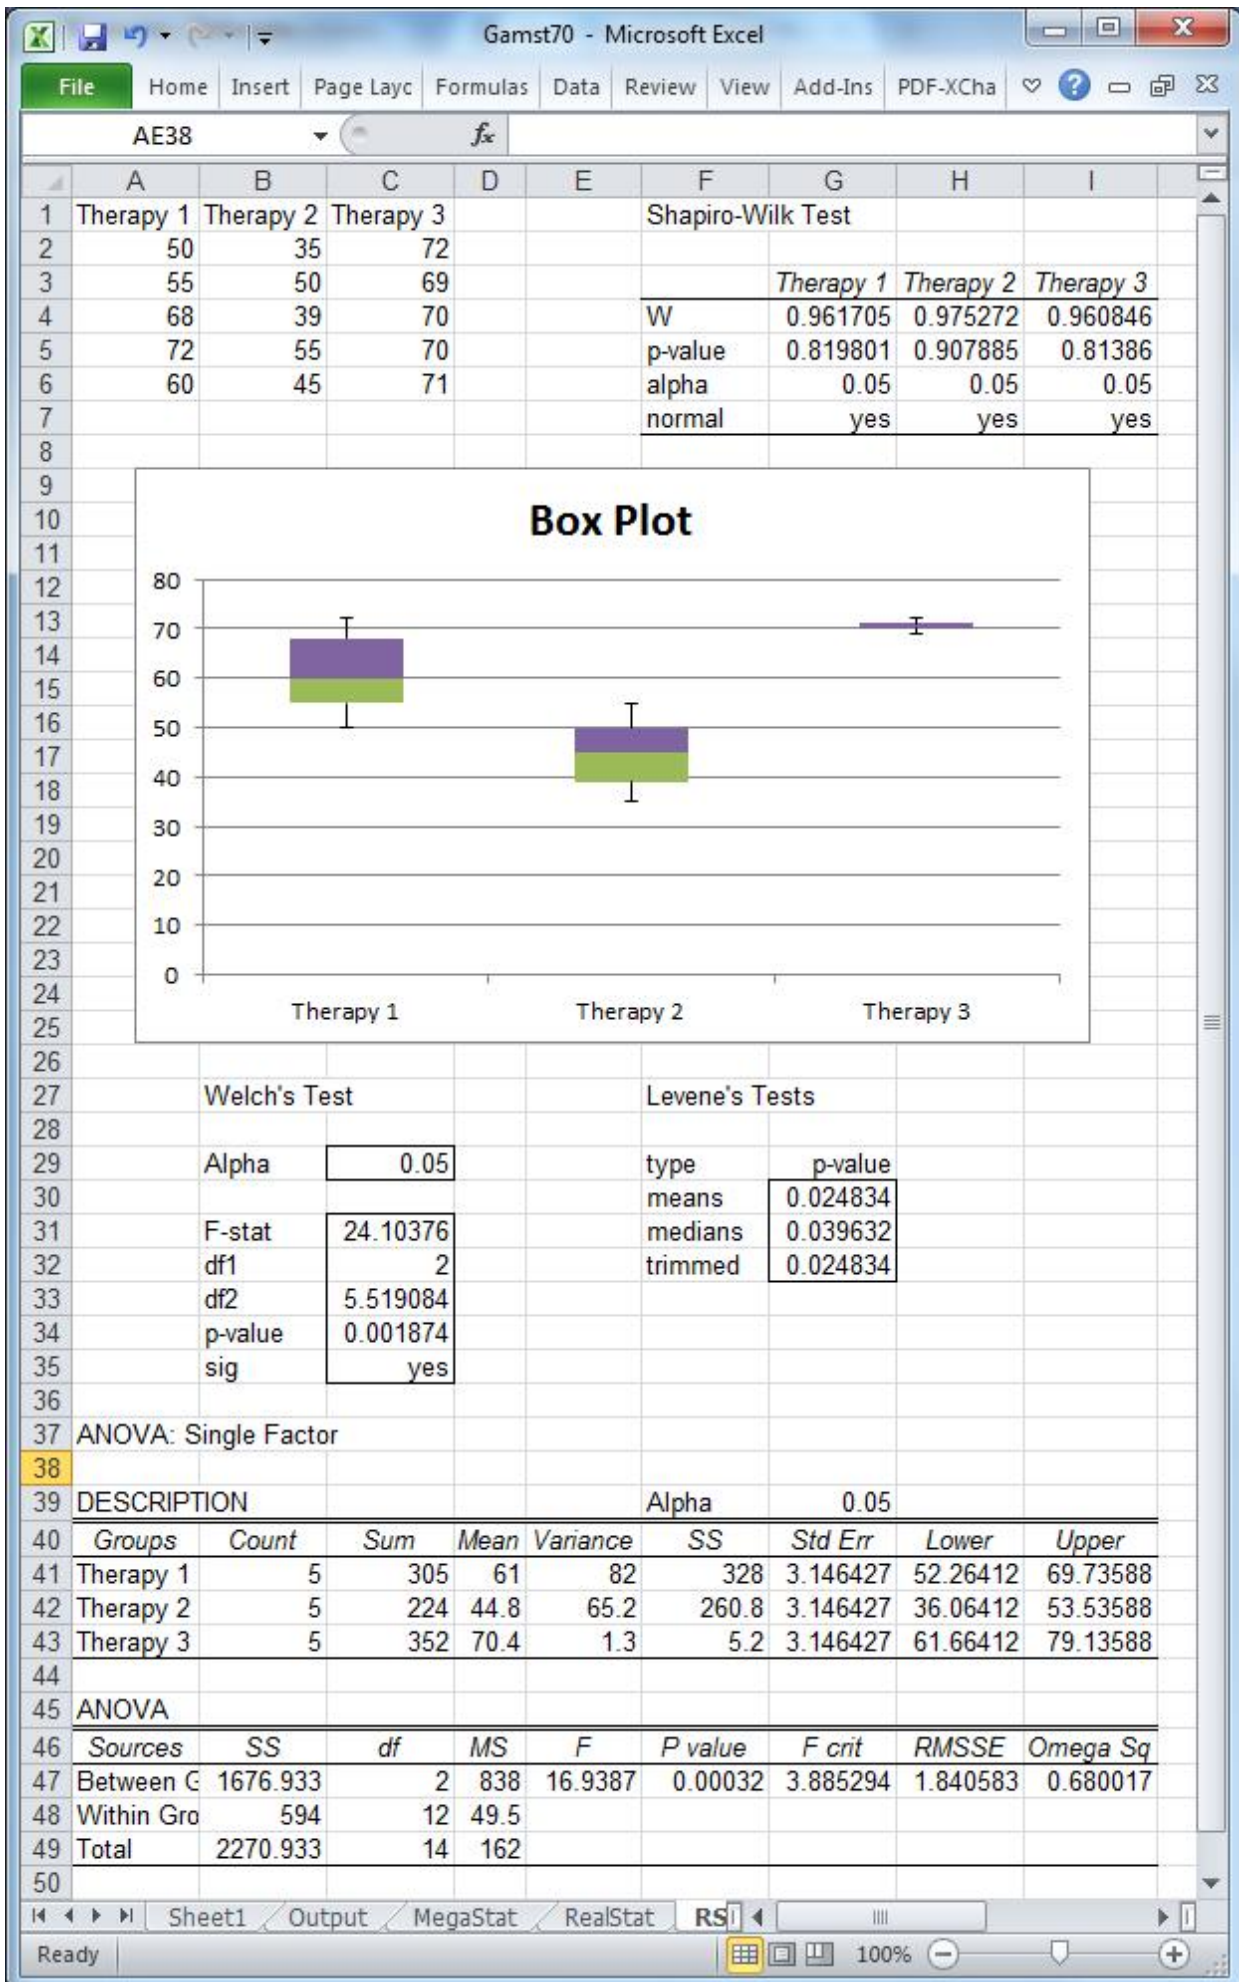 Gamst70 - Microsoft Excel
File Home Insert Page Layc Formulas Data Review View Add-Ins PDF-XCha
AE38 fx
A B C D E F G H I
1 Therapy 1 Therapy 2 Therapy 3 Shapiro-Wilk Test
2 50 35 72
3 55 50 69 Therapy 1 Therapy 2 Therapy 3
4 68 39 70 W 0.961705 0.975272 0.960846
5 72 55 70 p-value 0.819801 0.907885 0.81386
6 60 45 71 alpha 0.05 0.05 0.05
7 normal yes yes yes
8
9
10 Box Plot
11
12 80
13 70
14
15 60
16 50
17
18 40
19 30
20
21 20
22 10
23
24 0
25 Therapy 1 Therapy 2 Therapy 3
26
27 Welch's Test Levene's Tests
28
29 Alpha 0.05 type p-value
30 means 0.024834
31 F-stat 24.10376 medians 0.039632
32 df1 2 trimmed 0.024834
33 df2 5.519084
34 p-value 0.001874
35 sig yes
36
37 ANOVA: Single Factor
38
39 DESCRIPTION Alpha 0.05
40 Groups Count Sum Mean Variance SS Std Err Lower Upper
41 Therapy 1 5 305 61 82 328 3.146427 52.26412 69.73588
42 Therapy 2 5 224 44.8 65.2 260.8 3.146427 36.06412 53.53588
43 Therapy 3 5 352 70.4 1.3 5.2 3.146427 61.66412 79.13588
44
45 ANOVA
46 Sources SS df MS F P value F crit RMSSE Omega Sq
47 Between G 1676.933 2 838 16.9387 0.00032 3.885294 1.840583 0.680017
48 Within Gro 594 12 49.5
49 Total 2270.933 14 162
50
Sheet1 Output MegaStat RealStat RS
Ready 100%